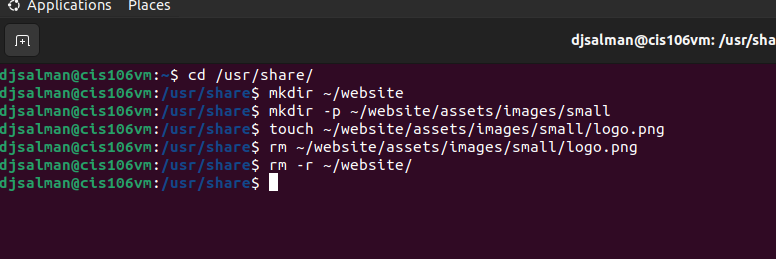 Applications Places
djsalman@cis106vm: /usr/sha
djsalman@cis106vm:~$ cd /usr/share/
djsalman@cis106vm:/usr/share$ mkdir ~/website
djsalman@cis106vm:/usr/share$ mkdir -p ~/website/assets/images/small
djsalman@cis106vm:/usr/share$ touch ~/website/assets/images/small/logo.png
djsalman@cis106vm:/usr/share$ rm ~/website/assets/images/small/logo.png
djsalman@cis106vm:/usr/share$ rm -r ~/website/
djsalman@cis106vm:/usr/share$